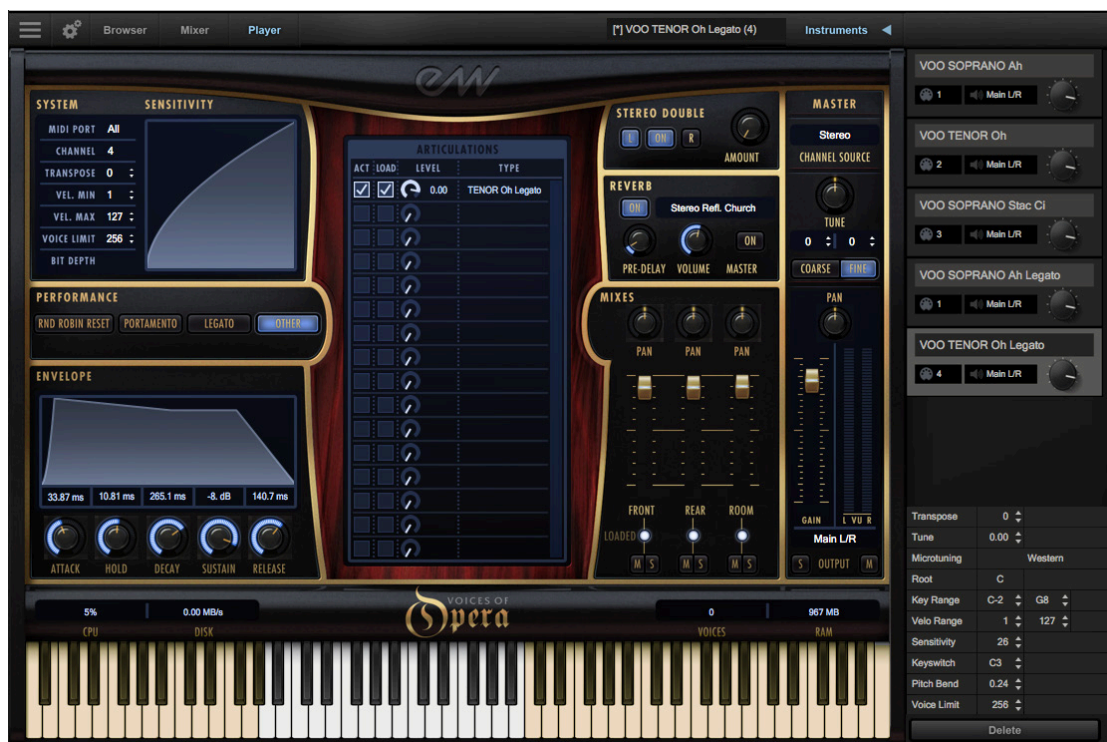 Browser Mixer Player [*] VOO TENOR Oh Legato (4) Instruments
EW
SYSTEM SENSITIVITY
MIDI PORT All
CHANNEL 4
TRANSPOSE 0
VEL. MIN 1
VEL. MAX 127
VOICE LIMIT 256
BIT DEPTH
PERFORMANCE
RND ROBIN RESET PORTAMENTO LEGATO OTHER
ENVELOPE
33.87 ms 10.81 ms 265.1 ms -8. dB 140.7 ms
ATTACK HOLD DECAY SUSTAIN RELEASE
ARTICULATIONS
ACT LOAD LEVEL TYPE
0.00 TENOR Oh Legato
STEREO DOUBLE
L ON R
AMOUNT
REVERB
ON Stereo Refl. Church
ON
PRE-DELAY VOLUME MASTER
MIXES
PAN PAN PAN
FRONT REAR ROOM
LOADED
M S M S M S
MASTER
Stereo
CHANNEL SOURCE
TUNE
0 0
COARSE FINE
PAN
GAIN L VU R
Main L/R
S OUTPUT M
5% 0.00 MB/s
CPU DISK
VOICES OF
Opera
0 967 MB
VOICES RAM
VOO SOPRANO Ah
1 Main L/R
VOO TENOR Oh
2 Main L/R
VOO SOPRANO Stac Ci
3 Main L/R
VOO SOPRANO Ah Legato
1 Main L/R
VOO TENOR Oh Legato
4 Main L/R
Transpose 0
Tune 0.00
Microtuning Western
Root C
Key Range C-2 G8
Velo Range 1 127
Sensitivity 26
Keyswitch C3
Pitch Bend 0.24
Voice Limit 256
Delete